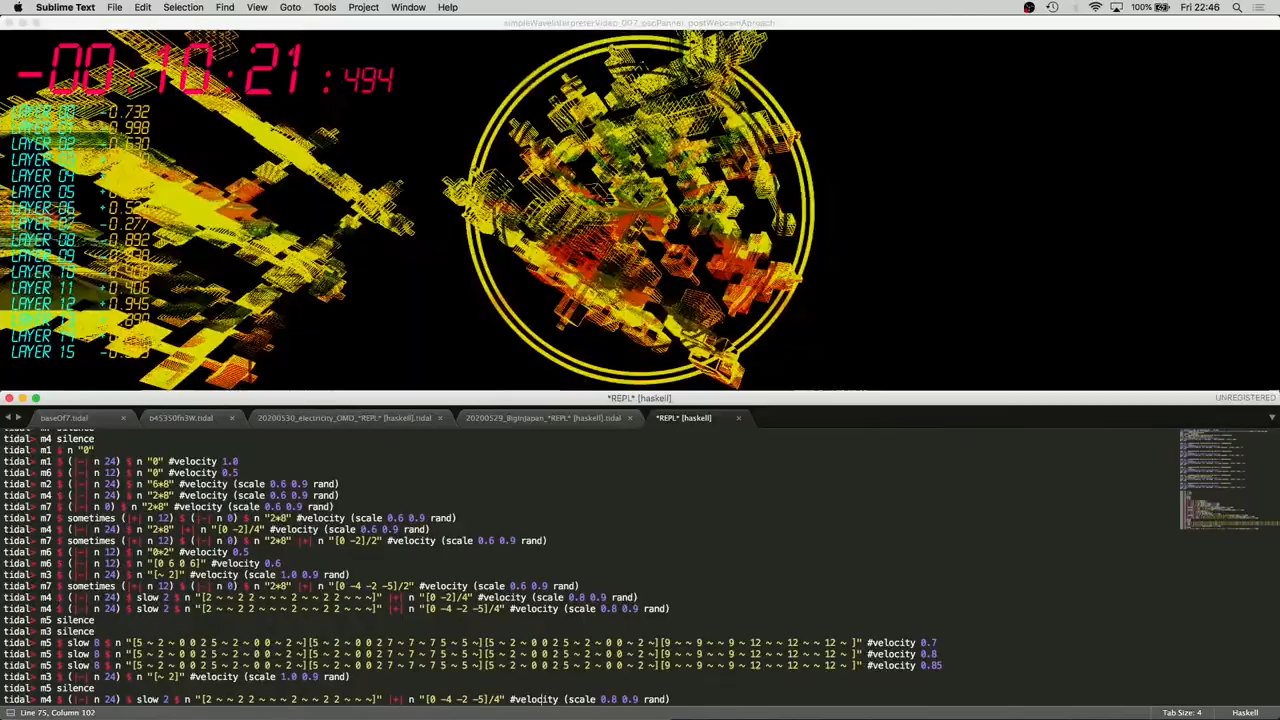 Sublime Text File Edit Selection Find View Goto Tools Project Window Help 100% Fri 22:46
-00:10:21:494
LAYER 00 -0.732
LAYER 01 -0.998
LAYER 02 -0.630
LAYER
LAYER 04
LAYER 05
LAYER 06
LAYER 07 -0.277
LAYER 08 -0.892
LAYER 09
LAYER 10
LAYER 11 +0.406
LAYER 12 +0.945
LAYER
LAYER
LAYER 15
*REPL* [haskell] UNREGISTERED
baseOf7.tidal b45350fn3W.tidal 20200530_electricity_OMD_*REPL* [haskell].tidal 20200529_BigInJapan_*REPL* [haskell].tidal *REPL* [haskell]
tidal> m4 silence
tidal> m1 $ n "0"
tidal> m1 $ (|-| n 24) $ n "0" #velocity 1.0
tidal> m6 $ (|-| n 12) $ n "0" #velocity 0.5
tidal> m2 $ (|-| n 24) $ n "6*8" #velocity (scale 0.6 0.9 rand)
tidal> m4 $ (|-| n 24) $ n "2*8" #velocity (scale 0.6 0.9 rand)
tidal> m7 $ (|-| n 0) $ n "2*8" #velocity (scale 0.6 0.9 rand)
tidal> m7 $ sometimes (|+| n 12) $ (|-| n 0) $ n "2*8" #velocity (scale 0.6 0.9 rand)
tidal> m4 $ (|-| n 24) $ n "2*8" |+| n "[0 -2]/4" #velocity (scale 0.6 0.9 rand)
tidal> m7 $ sometimes (|+| n 12) $ (|-| n 0) $ n "2*8" |+| n "[0 -2]/2" #velocity (scale 0.6 0.9 rand)
tidal> m6 $ (|-| n 12) $ n "0*2" #velocity 0.5
tidal> m6 $ (|-| n 12) $ n "[0 6 0 6]" #velocity 0.6
tidal> m3 $ (|-| n 24) $ n "[~ 2]" #velocity (scale 1.0 0.9 rand)
tidal> m7 $ sometimes (|+| n 12) $ (|-| n 0) $ n "2*8" |+| n "[0 -4 -2 -5]/2" #velocity (scale 0.6 0.9 rand)
tidal> m4 $ (|-| n 24) $ slow 2 $ n "[2 ~ ~ 2 2 ~ ~ 2 ~ ~ 2 2 ~ ~ ~]" |+| n "[0 -2]/4" #velocity (scale 0.8 0.9 rand)
tidal> m4 $ (|-| n 24) $ slow 2 $ n "[2 ~ ~ 2 2 ~ ~ 2 ~ ~ 2 2 ~ ~ ~]" |+| n "[0 -4 -2 -5]/4" #velocity (scale 0.8 0.9 rand)
tidal> m5 silence
tidal> m3 silence
tidal> m5 $ slow 8 $ n "[5 ~ 2 ~ 0 0 2 5 ~ 2 ~ 0 0 ~ 2 ~][5 ~ 2 ~ 0 0 2 7 ~ 7 ~ 7 5 ~ 5 ~][5 ~ 2 ~ 0 0 2 5 ~ 2 ~ 0 0 ~ 2 ~][9 ~ ~ 9 ~ ~ 9 ~ 12 ~ ~ 12 ~ 12 ~ ]" #velocity 0.7
tidal> m5 $ slow 8 $ n "[5 ~ 2 ~ 0 0 2 5 ~ 2 ~ 0 0 ~ 2 ~][5 ~ 2 ~ 0 0 2 7 ~ 7 ~ 7 5 ~ 5 ~][5 ~ 2 ~ 0 0 2 5 ~ 2 ~ 0 0 ~ 2 ~][9 ~ ~ 9 ~ ~ 9 ~ 12 ~ ~ 12 ~ 12 ~ ]" #velocity 0.8
tidal> m5 $ slow 8 $ n "[5 ~ 2 ~ 0 0 2 5 ~ 2 ~ 0 0 ~ 2 ~][5 ~ 2 ~ 0 0 2 7 ~ 7 ~ 7 5 ~ 5 ~][5 ~ 2 ~ 0 0 2 5 ~ 2 ~ 0 0 ~ 2 ~][9 ~ ~ 9 ~ ~ 9 ~ 12 ~ ~ 12 ~ 12 ~ ]" #velocity 0.85
tidal> m3 $ (|-| n 24) $ n "[~ 2]" #velocity (scale 1.0 0.9 rand)
tidal> m5 silence
tidal> m4 $ (|-| n 24) $ slow 2 $ n "[2 ~ ~ 2 2 ~ ~ 2 ~ ~ 2 2 ~ ~ ~]" |+| n "[0 -4 -2 -5]/4" #velocity (scale 0.8 0.9 rand)
Line 75, Column 102 Tab Size: 4 Haskell